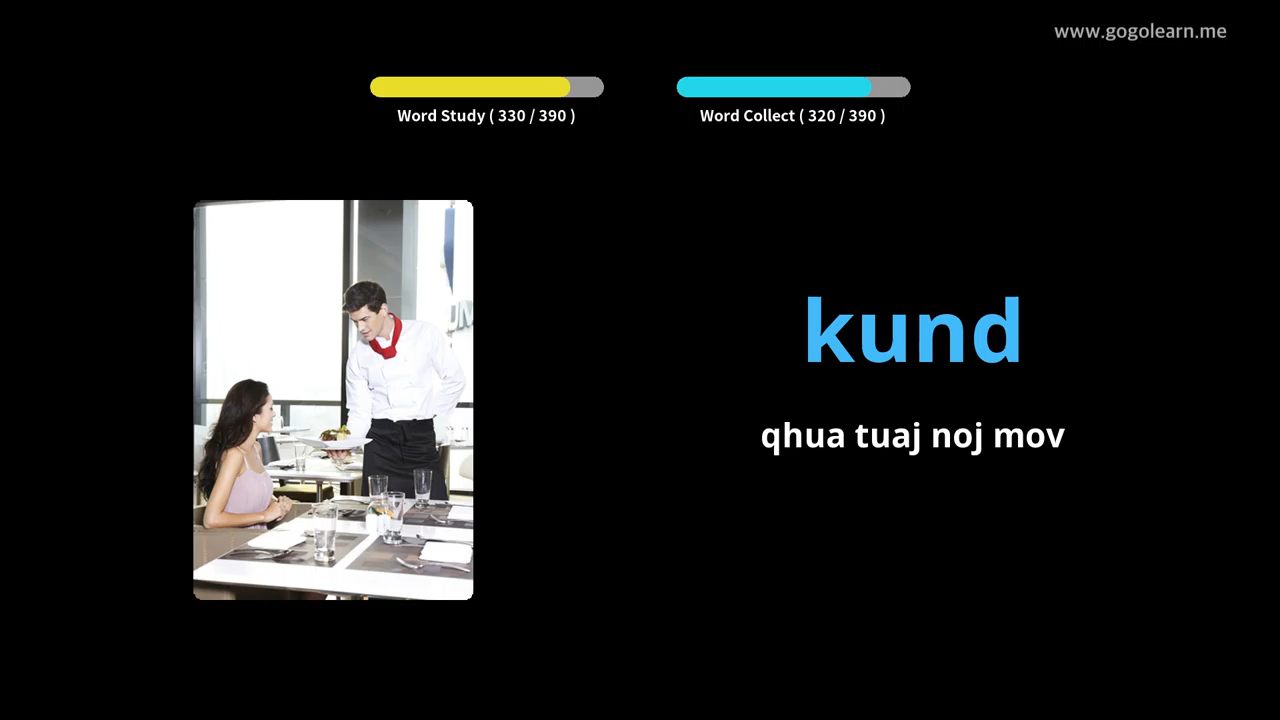 www.gogolearn.me
Word Study ( 330 / 390 )
Word Collect ( 320 / 390 )
kund
qhua tuaj noj mov